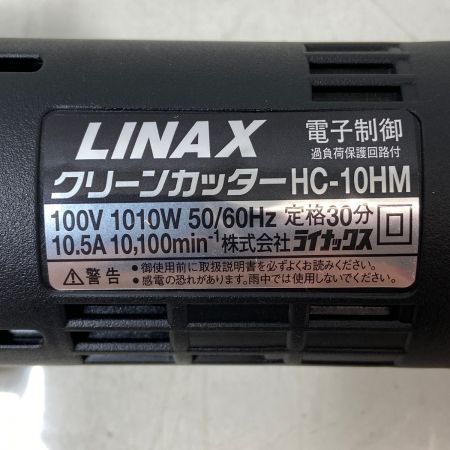 LINAX
電子制御
過負荷保護回路付
クリーンカッターHC-10HM
100V 1010W 50/60Hz 定格30分
10.5A 10,100min⁻¹ 株式会社ライナックス
⚠警告
●御使用前に取扱説明書を必ずよくお読みください。
●感電の恐れがあります。雨中では使用しないでください。